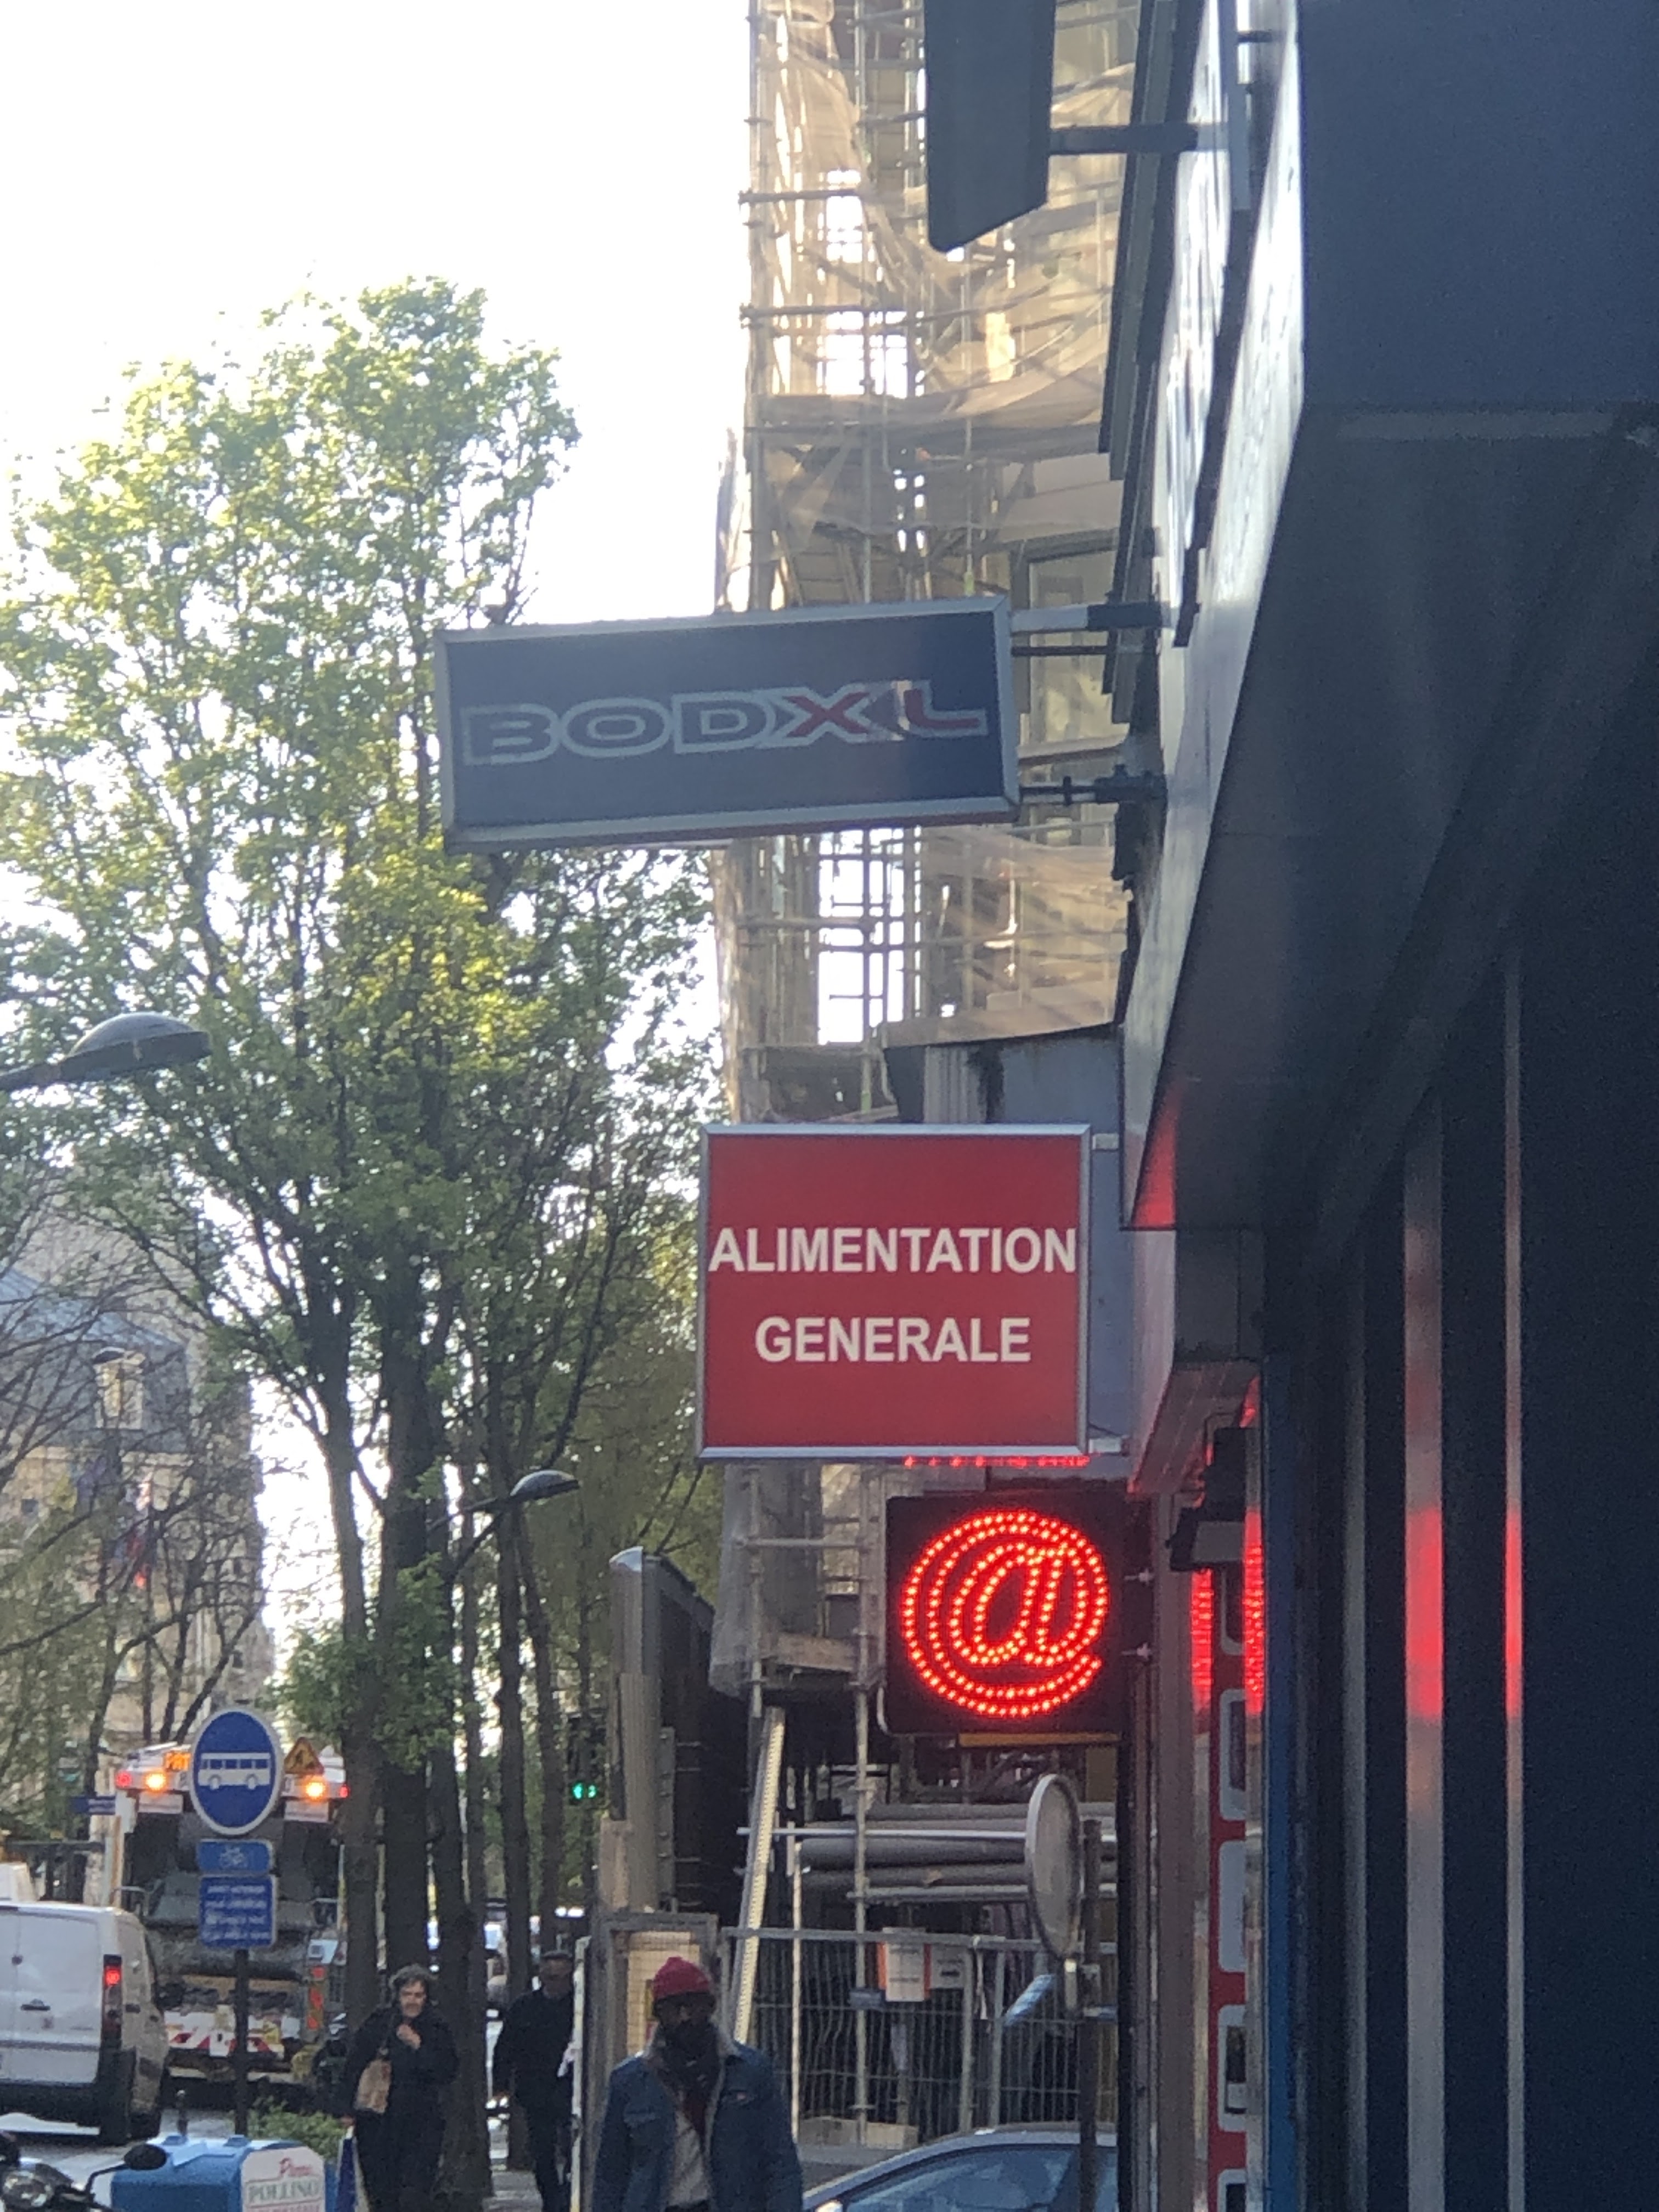 BODXL
ALIMENTATION
GENERALE
@